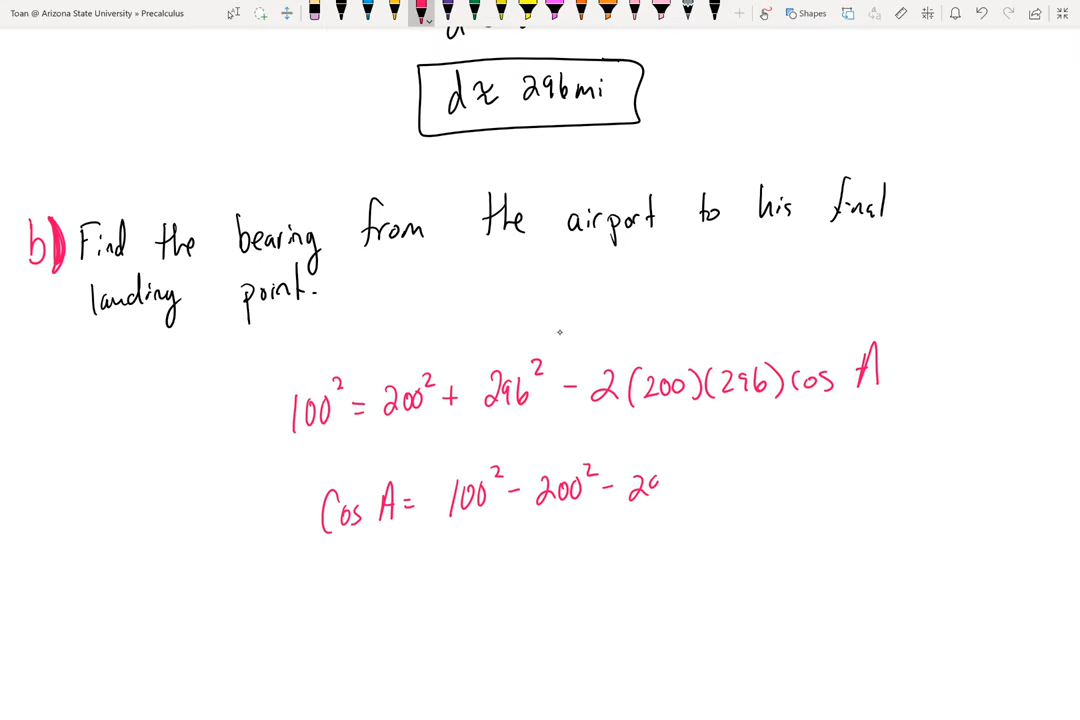 Toan @ Arizona State University » Precalculus
Shapes
d ≈ 296 mi
b) Find the bearing from the airport to his final
landing point.
100² = 200² + 296² - 2(200)(296) cos A
Cos A = 100² - 200² - 29